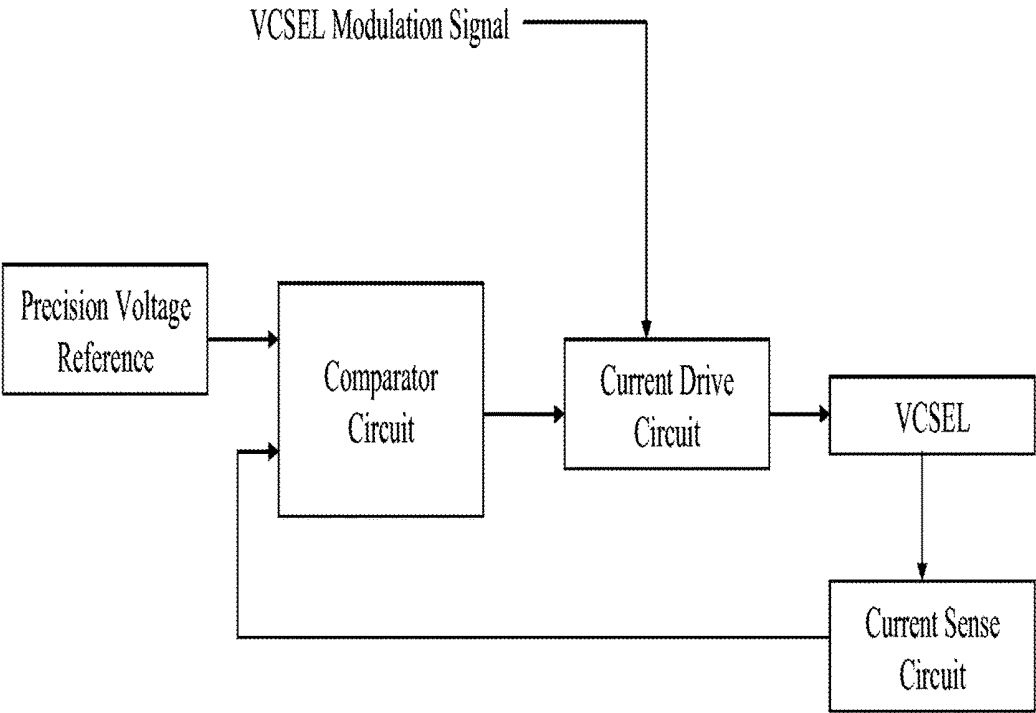 VCSEL Modulation Signal
Precision Voltage
Reference
Comparator
Circuit
Current Drive
Circuit
VCSEL
Current Sense
Circuit